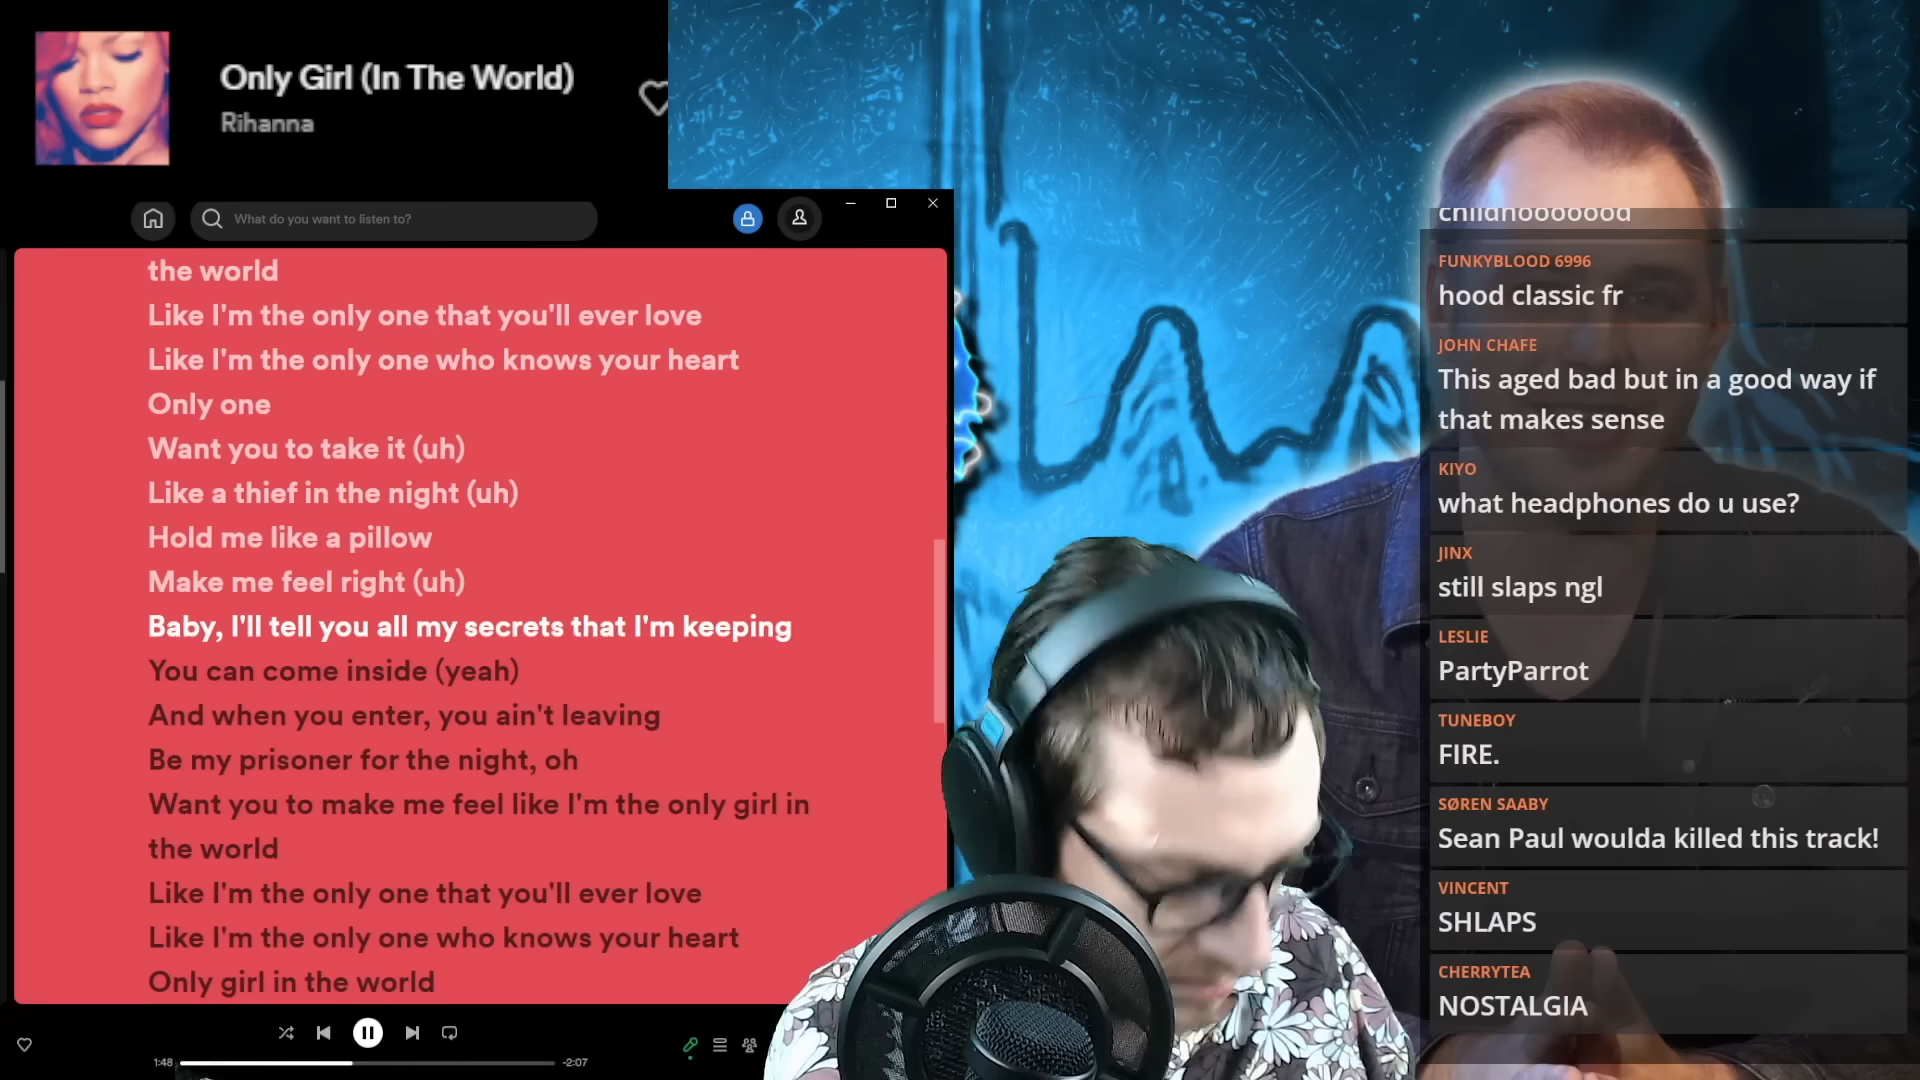 Only Girl (In The World)
Rihanna
What do you want to listen to?
the world
Like I'm the only one that you'll ever love
Like I'm the only one who knows your heart
Only one
Want you to take it (uh)
Like a thief in the night (uh)
Hold me like a pillow
Make me feel right (uh)
Baby, I'll tell you all my secrets that I'm keeping
You can come inside (yeah)
And when you enter, you ain't leaving
Be my prisoner for the night, oh
Want you to make me feel like I'm the only girl in
the world
Like I'm the only one that you'll ever love
Like I'm the only one who knows your heart
Only girl in the world
1:48
-2:07
childhooooood
FUNKYBLOOD 6996
hood classic fr
JOHN CHAFE
This aged bad but in a good way if
that makes sense
KIYO
what headphones do u use?
JINX
still slaps ngl
LESLIE
PartyParrot
TUNEBOY
FIRE.
SØREN SAABY
Sean Paul woulda killed this track!
VINCENT
SHLAPS
CHERRYTEA
NOSTALGIA